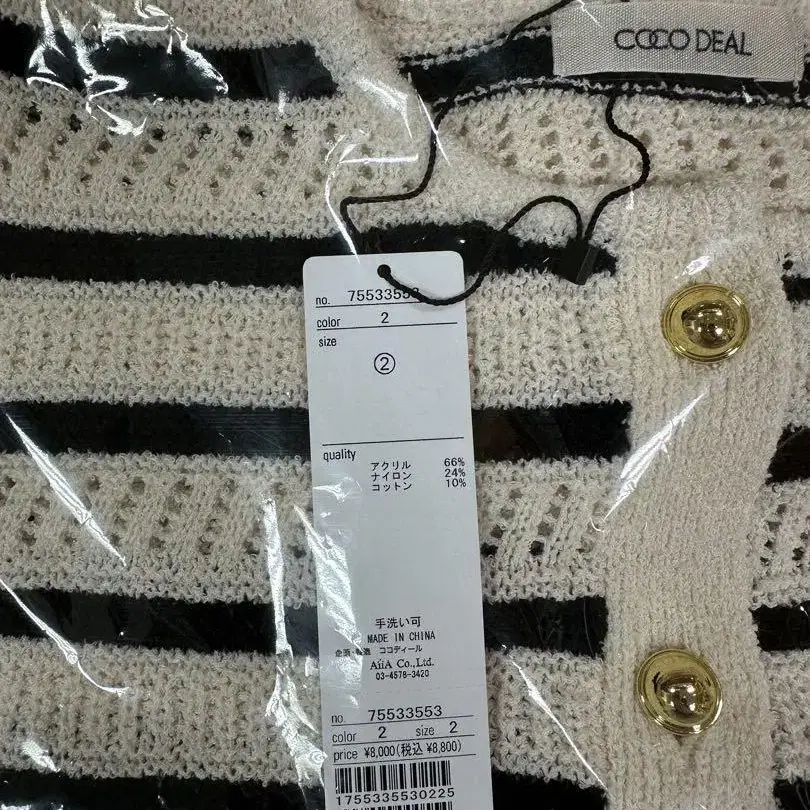 COCO DEAL
no. 75533553
color 2
size
②
quality
アクリル 66%
ナイロン 24%
コットン 10%
手洗い可
MADE IN CHINA
ココディール
AiiA Co.,Ltd.
03-4578-3420
no. 75533553
color 2 size 2
price ¥8,000(税込 ¥8,800)
1755335530225